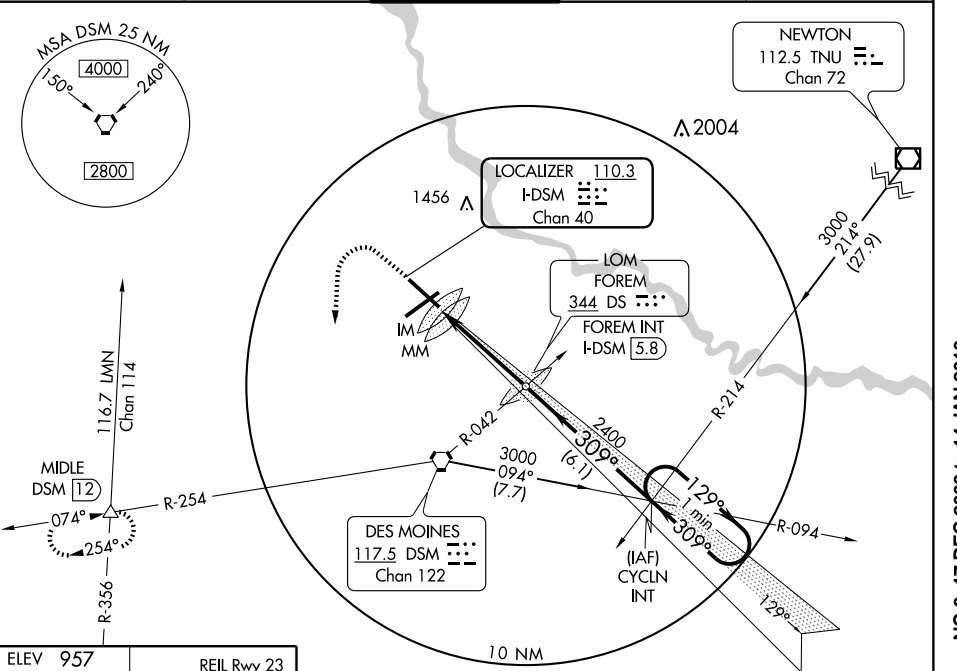 MSA DSM 25 NM
4000
150°
240°
2800
NEWTON
112.5 TNU
Chan 72
2004
LOCALIZER 110.3
I-DSM
Chan 40
1456
3000
214°
(27.9)
LOM
FOREM
344 DS
FOREM INT
I-DSM 5.8
IM
MM
116.7 LMN
Chan 114
R-214
R-042
2400
309°
(6.1)
3000
094°
(7.7)
MIDLE
DSM 12
R-254
074°
254°
129°
1 min
309°
R-094
DES MOINES
117.5 DSM
Chan 122
(IAF)
CYCLN
INT
129°
R-356
10 NM
ELEV 957
REIL Rwy 23